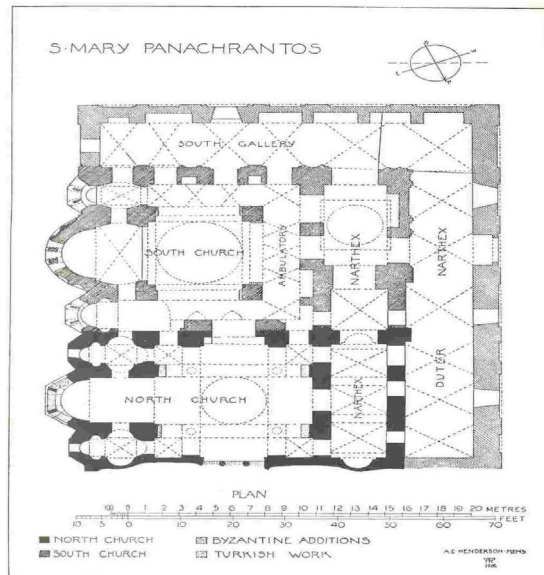 S·MARY PANACHRANTOS
SOUTH GALLERY
SOUTH CHURCH
AMBULATORY
NARTHEX
NARTHEX
OUTER
NORTH CHURCH
NARTHEX
PLAN
10 0 1 2 3 4 5 6 7 8 9 10 11 12 13 14 15 16 17 18 19 20 METRES
10 5 0 10 20 30 40 50 60 70 FEET
NORTH CHURCH
BYZANTINE ADDITIONS
SOUTH CHURCH
TURKISH WORK
A.E HENDERSON·MENS